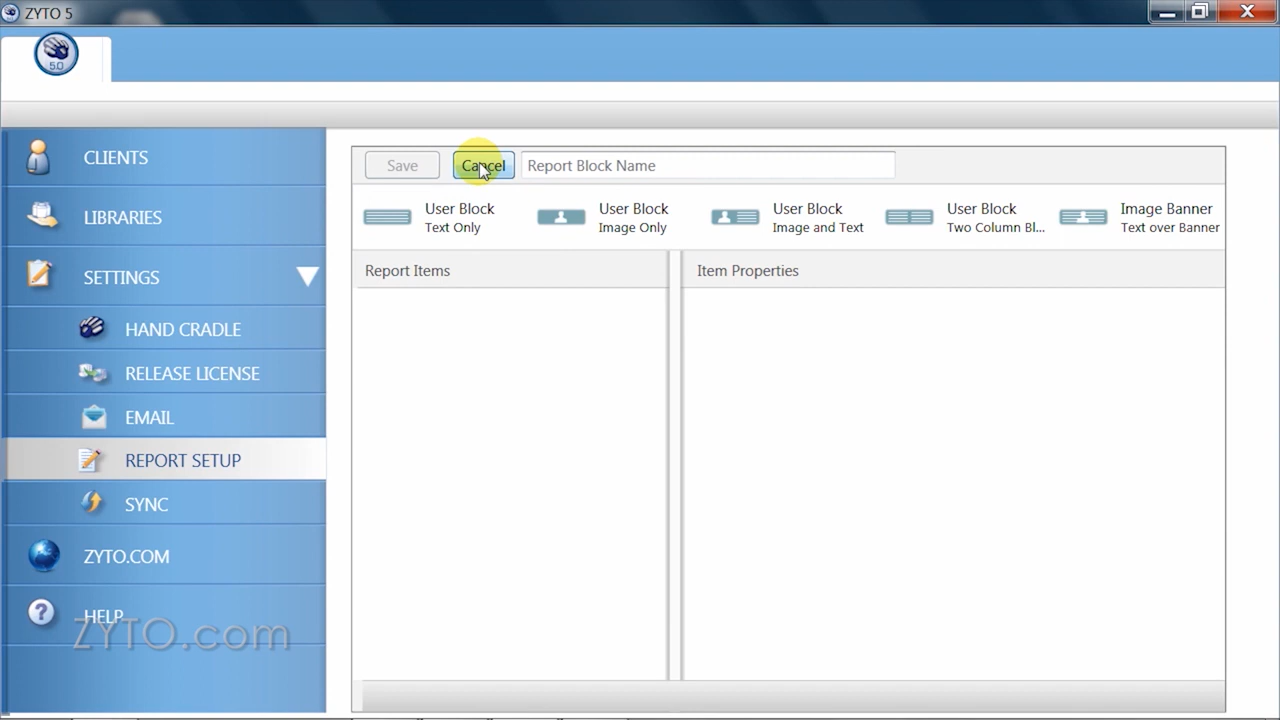 ZYTO 5
5.0
CLIENTS
LIBRARIES
SETTINGS
HAND CRADLE
RELEASE LICENSE
EMAIL
REPORT SETUP
SYNC
ZYTO.COM
HELP
ZYTO.com
Save
Cancel
Report Block Name
User Block
Text Only
User Block
Image Only
User Block
Image and Text
User Block
Two Column Bl...
Image Banner
Text over Banner
Report Items
Item Properties